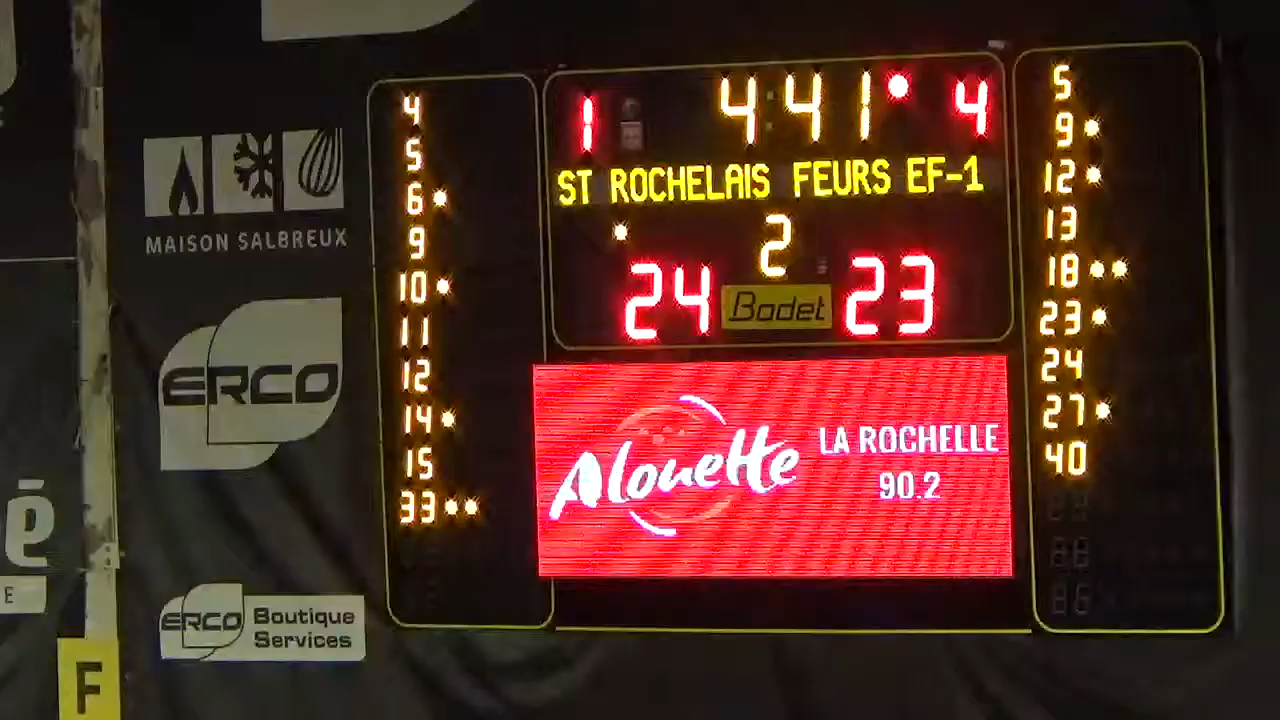 MAISON SALBREUX
ERCO
é
E
ERCO Boutique
Services
F
4
5
6
9
10
11
12
14
15
33
1 4 41 4
ST ROCHELAIS FEURS EF-1
2
24 Bodet 23
Alouette
LA ROCHELLE
90.2
5
9
12
13
18
23
24
27
40